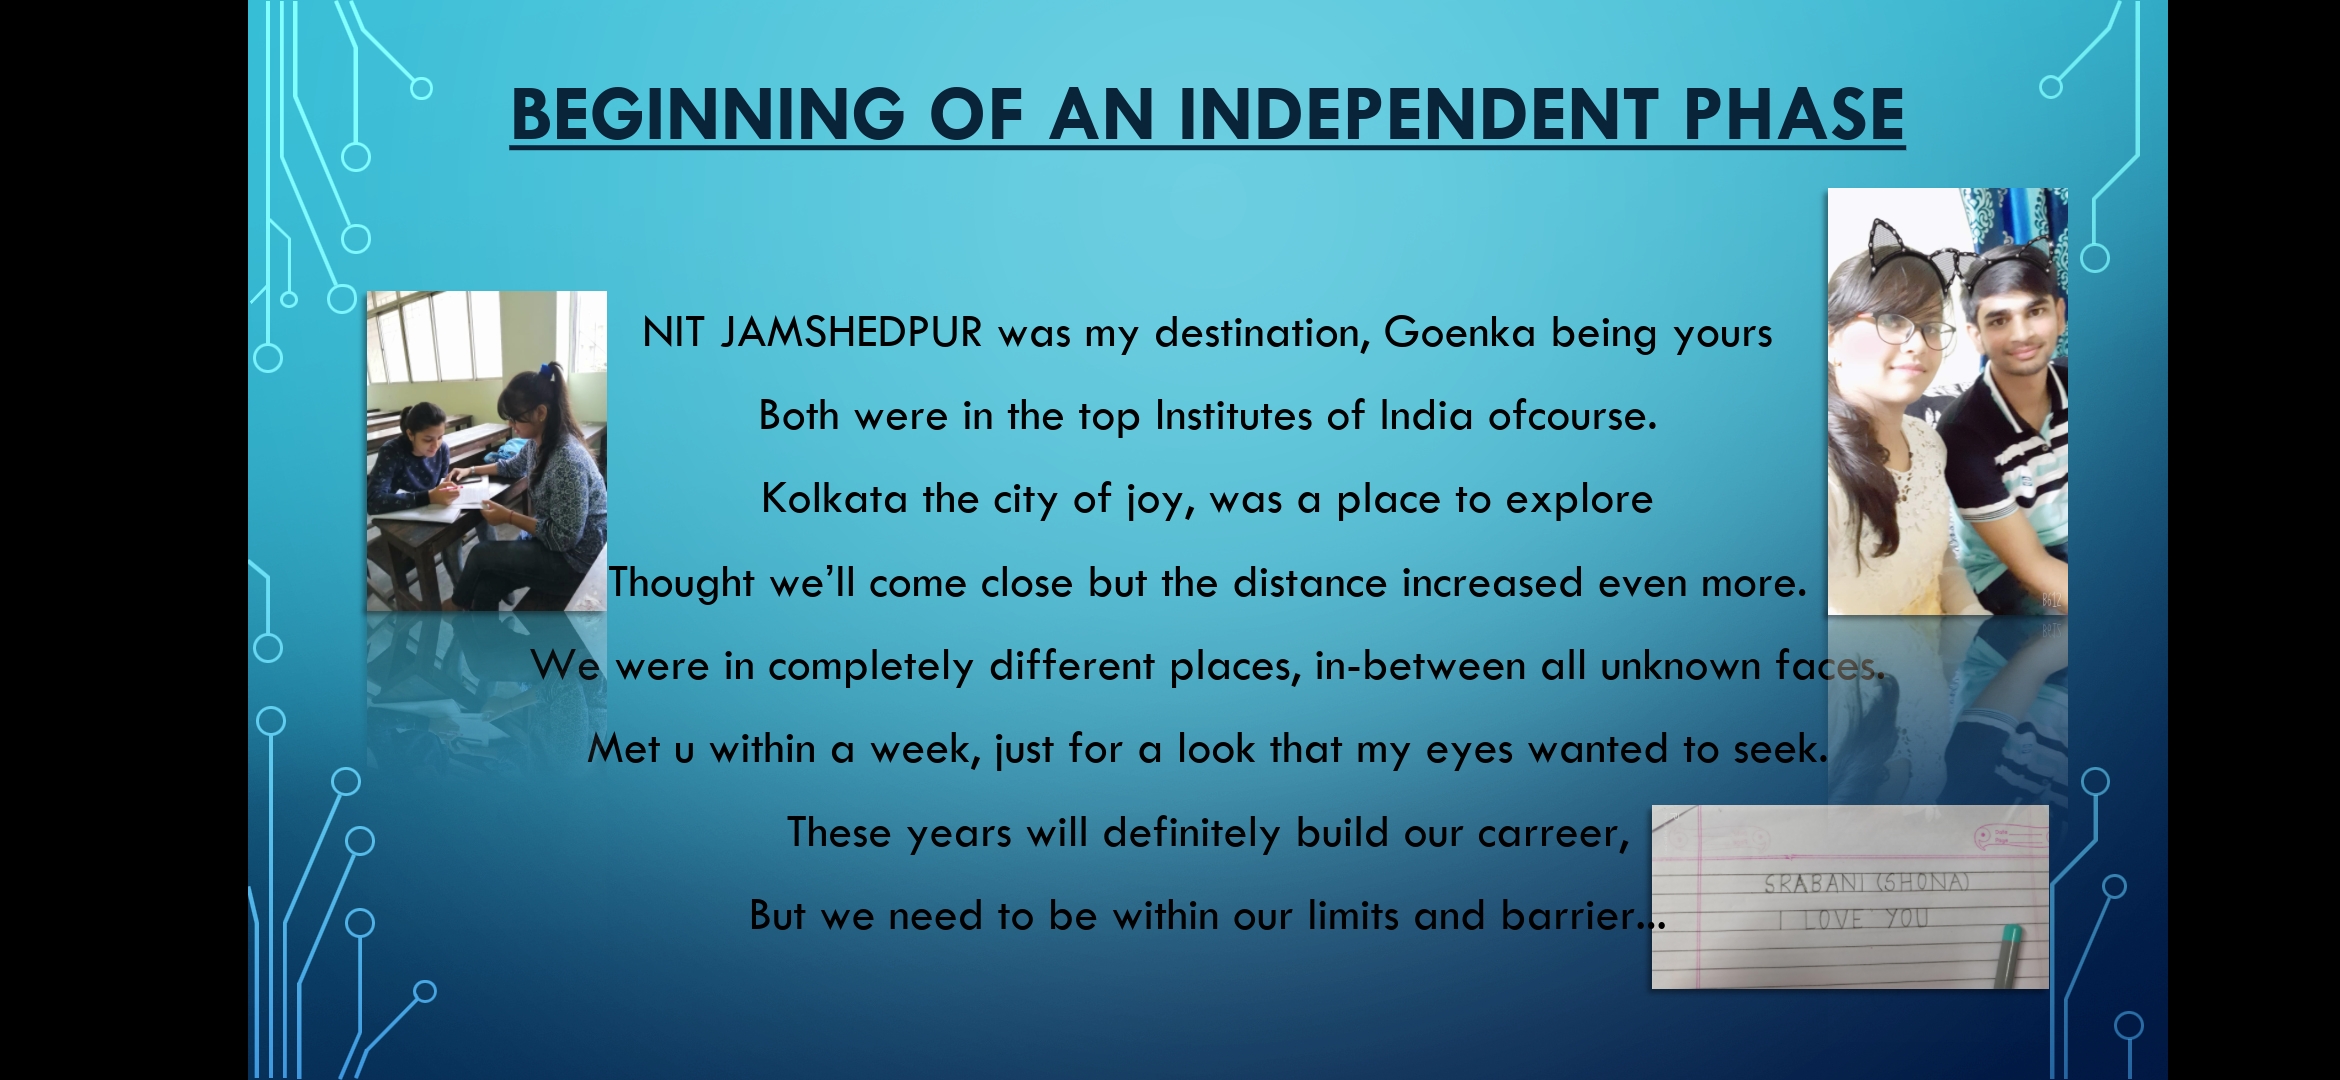 BEGINNING OF AN INDEPENDENT PHASE
NIT JAMSHEDPUR was my destination, Goenka being yours
Both were in the top Institutes of India ofcourse.
Kolkata the city of joy, was a place to explore
Thought we’ll come close but the distance increased even more.
We were in completely different places, in-between all unknown faces.
Met u within a week, just for a look that my eyes wanted to seek.
These years will definitely build our carreer,
But we need to be within our limits and barrier...
B612
SRABANI (SHONA)
I LOVE YOU